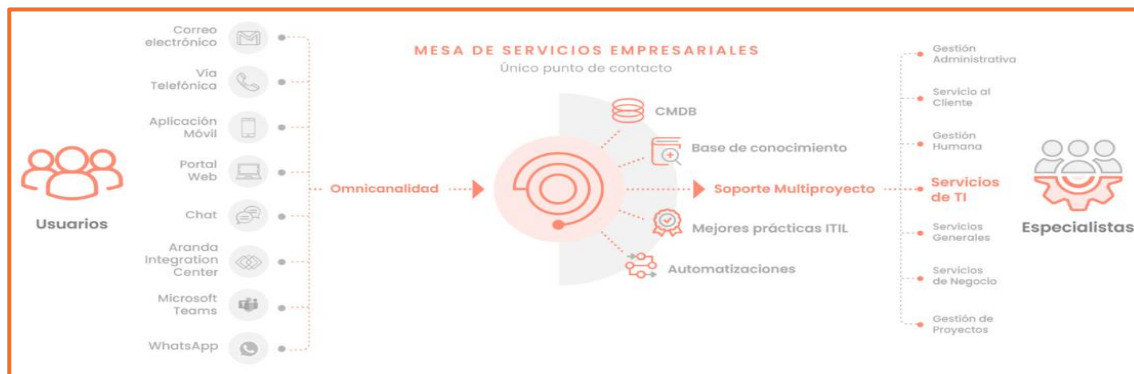 Usuarios
Correo
electrónico
Vía
Telefónica
Aplicación
Móvil
Portal
Web
Chat
Aranda
Integration
Center
Microsoft
Teams
WhatsApp
Omnicanalidad
MESA DE SERVICIOS EMPRESARIALES
Único punto de contacto
CMDB
Base de conocimiento
Soporte Multiproyecto
Mejores prácticas ITIL
Automatizaciones
Gestión
Administrativa
Servicio al
Cliente
Gestión
Humana
Servicios
de TI
Servicios
Generales
Servicios
de Negocio
Gestión de
Proyectos
Especialistas